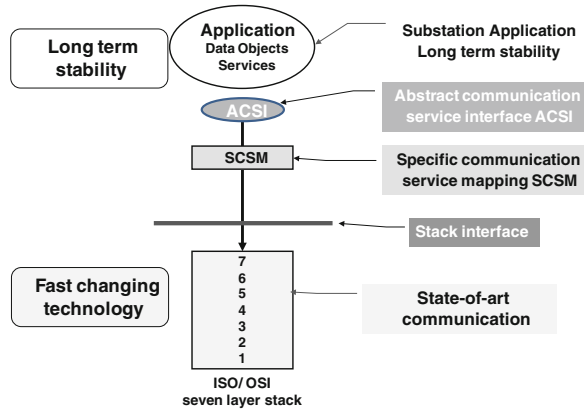 Long term
stability
Application
Data Objects
Services
Substation Application
Long term stability
ACSI
Abstract communication
service interface ACSI
SCSM
Specific communication
service mapping SCSM
Stack interface
Fast changing
technology
7
6
5
4
3
2
1
State-of-art
communication
ISO/ OSI
seven layer stack